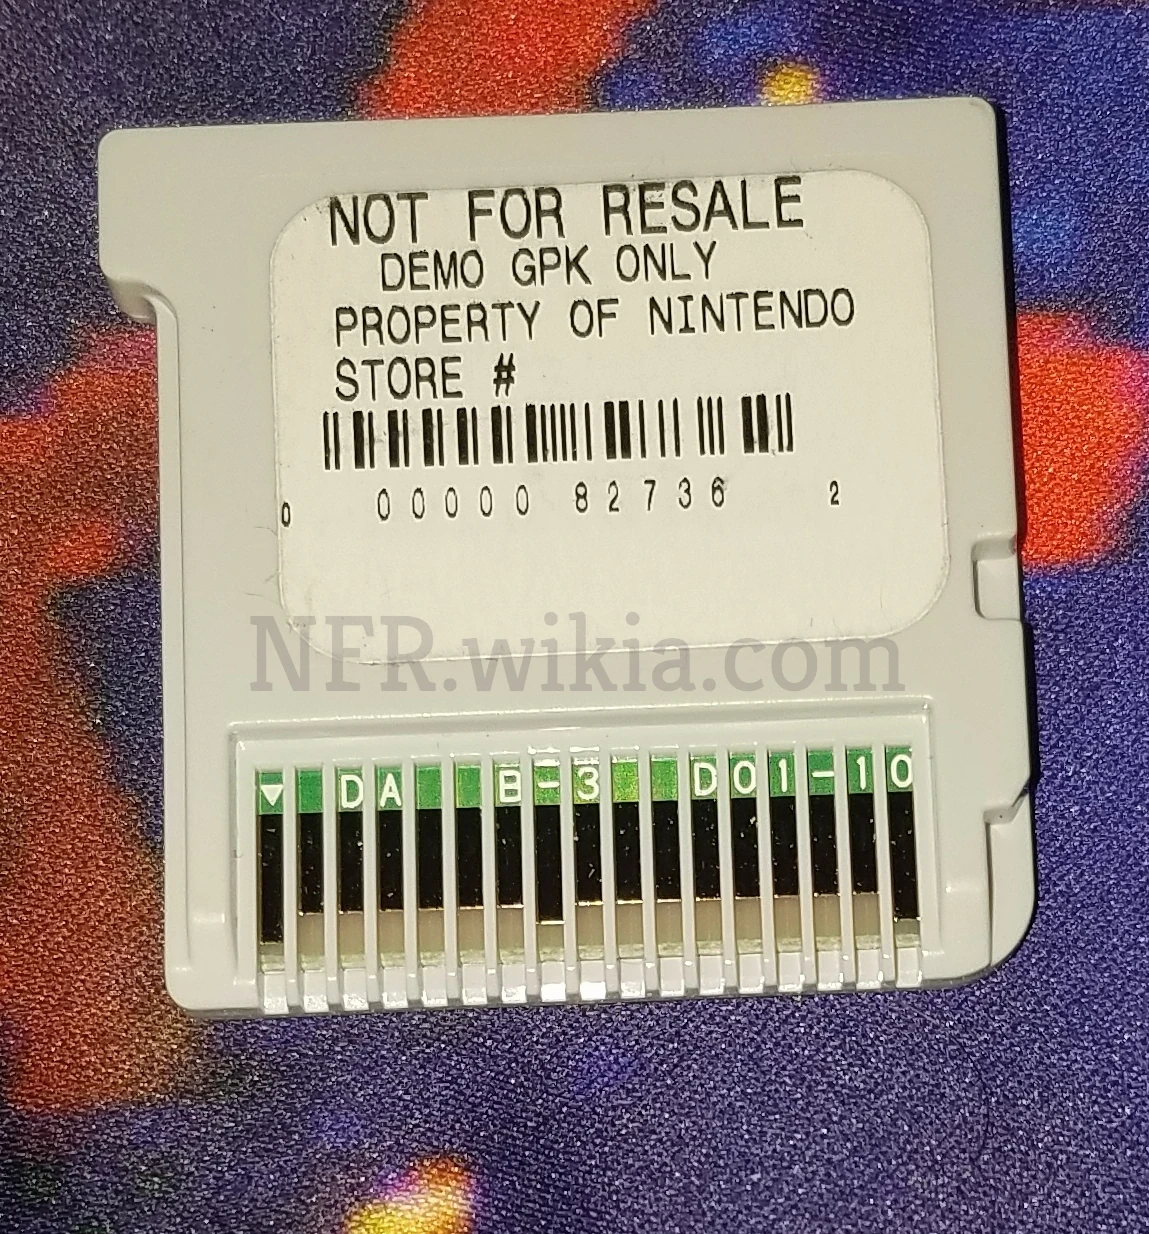 NOT FOR RESALE
DEMO GPK ONLY
PROPERTY OF NINTENDO
STORE #
0 00000 82736 2
NFR.wikia.com
▼ DA B-3 D01-10